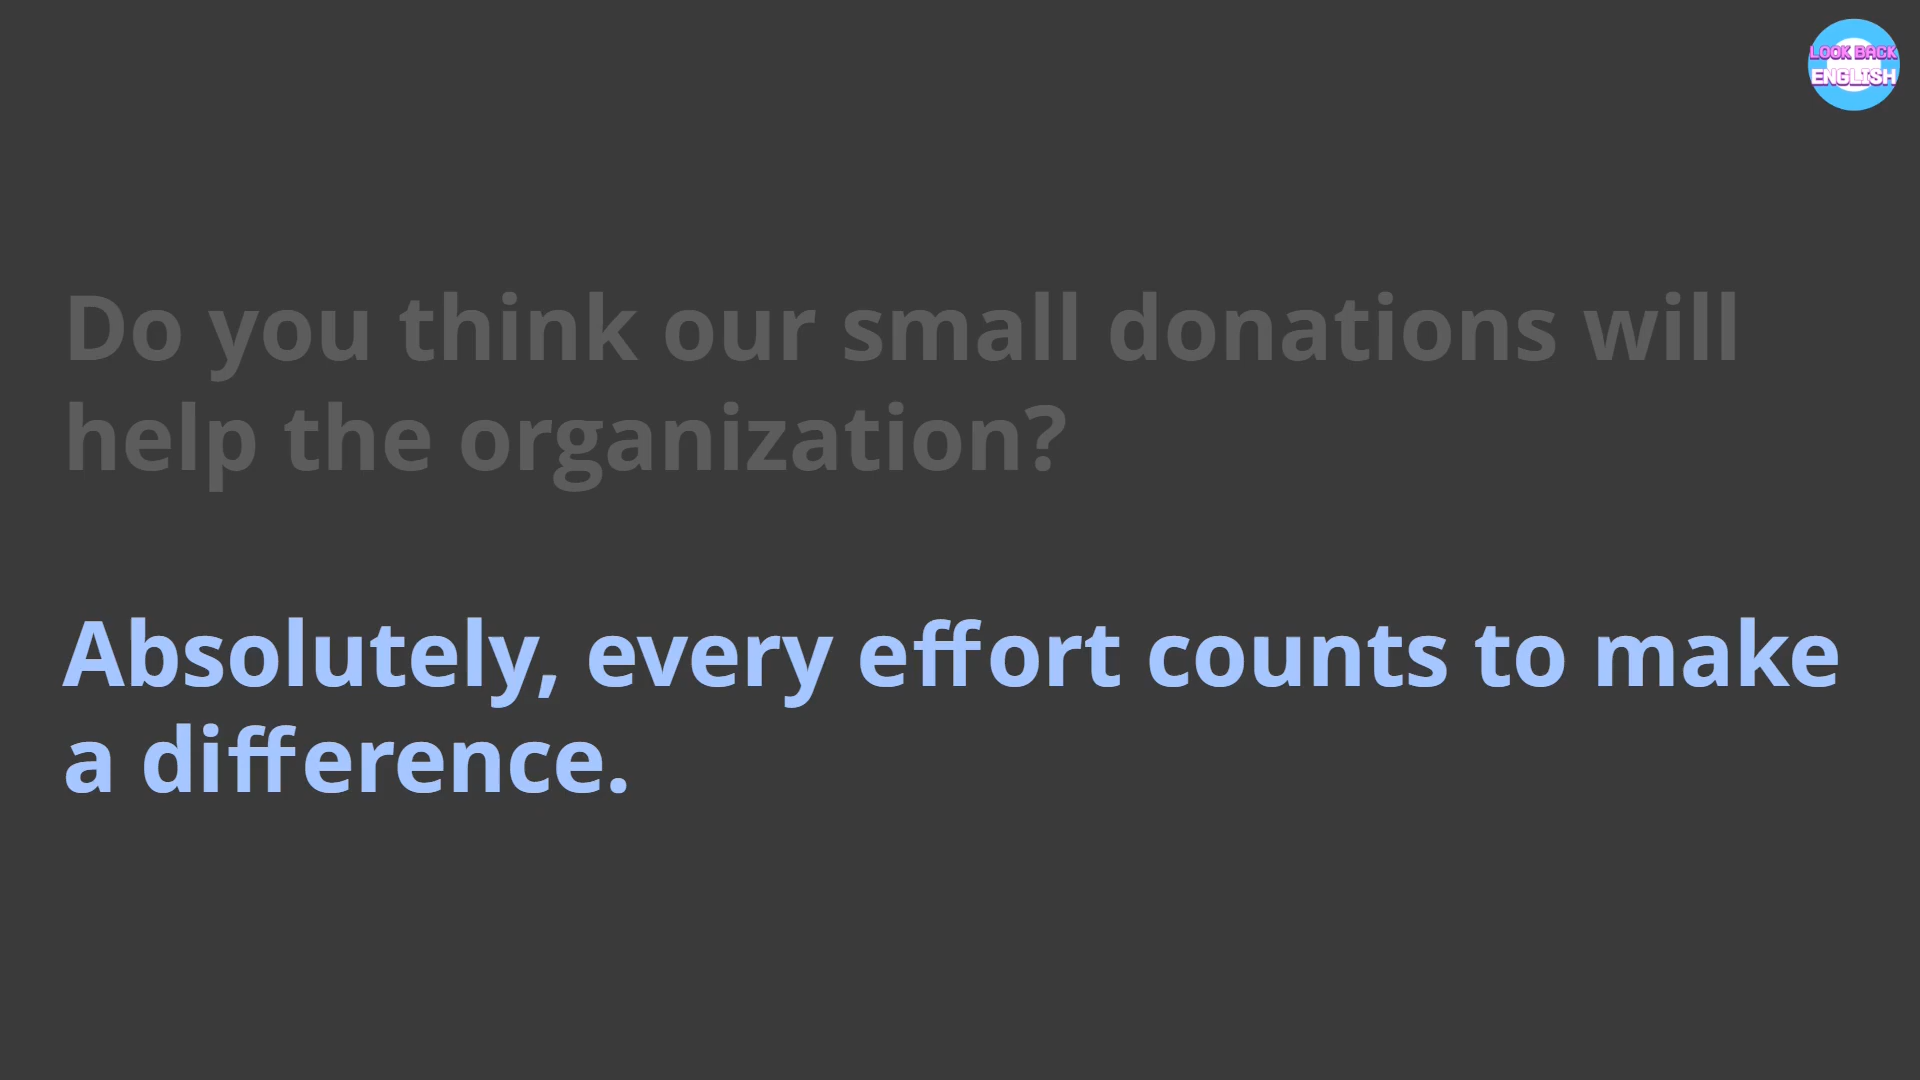 LOOK BACK
ENGLISH
Do you think our small donations will
help the organization?
Absolutely, every effort counts to make
a difference.